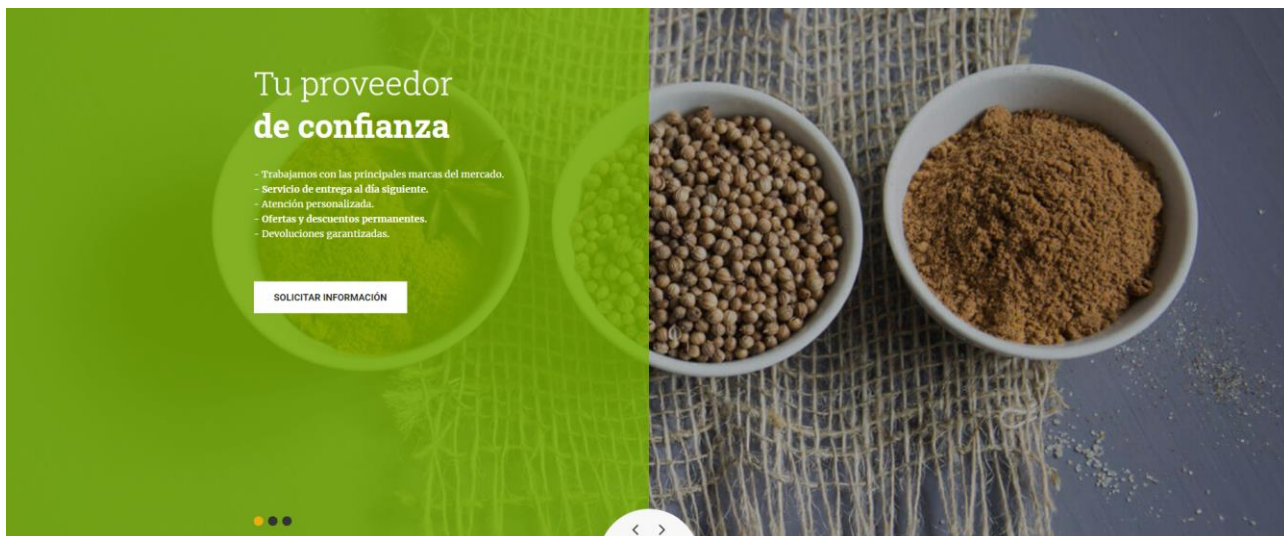 Tu proveedor
de confianza
- Trabajamos con las principales marcas del mercado.
- Servicio de entrega al día siguiente.
- Atención personalizada.
- Ofertas y descuentos permanentes.
- Devoluciones garantizadas.
SOLICITAR INFORMACIÓN